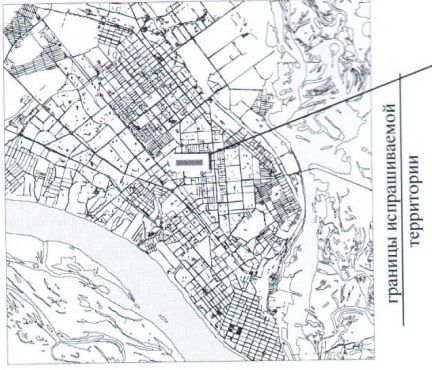 границы испрашиваемой
территории